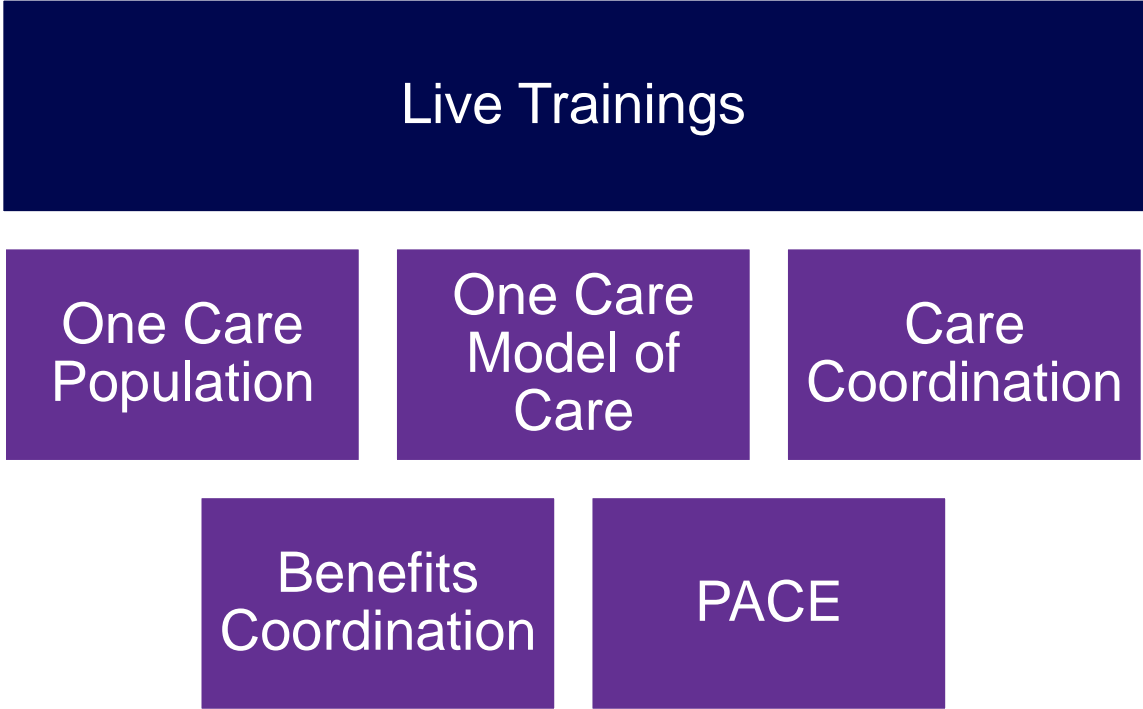 Live Trainings
One Care
Population
One Care
Model of
Care
Care
Coordination
Benefits
Coordination
PACE